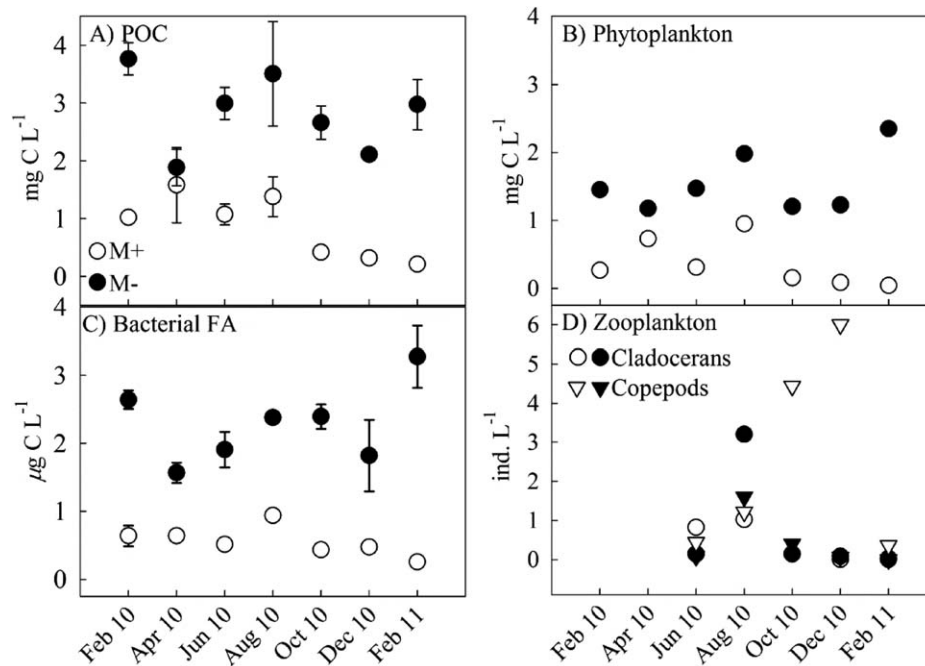 A) POC
mg C L⁻¹
4
3
2
1
0
M+
M-
B) Phytoplankton
mg C L⁻¹
4
3
2
1
0
C) Bacterial FA
µg C L⁻¹
4
3
2
1
0
Feb 10
Apr 10
Jun 10
Aug 10
Oct 10
Dec 10
Feb 11
D) Zooplankton
Cladocerans
Copepods
ind. L⁻¹
6
5
4
3
2
1
0
Feb 10
Apr 10
Jun 10
Aug 10
Oct 10
Dec 10
Feb 11